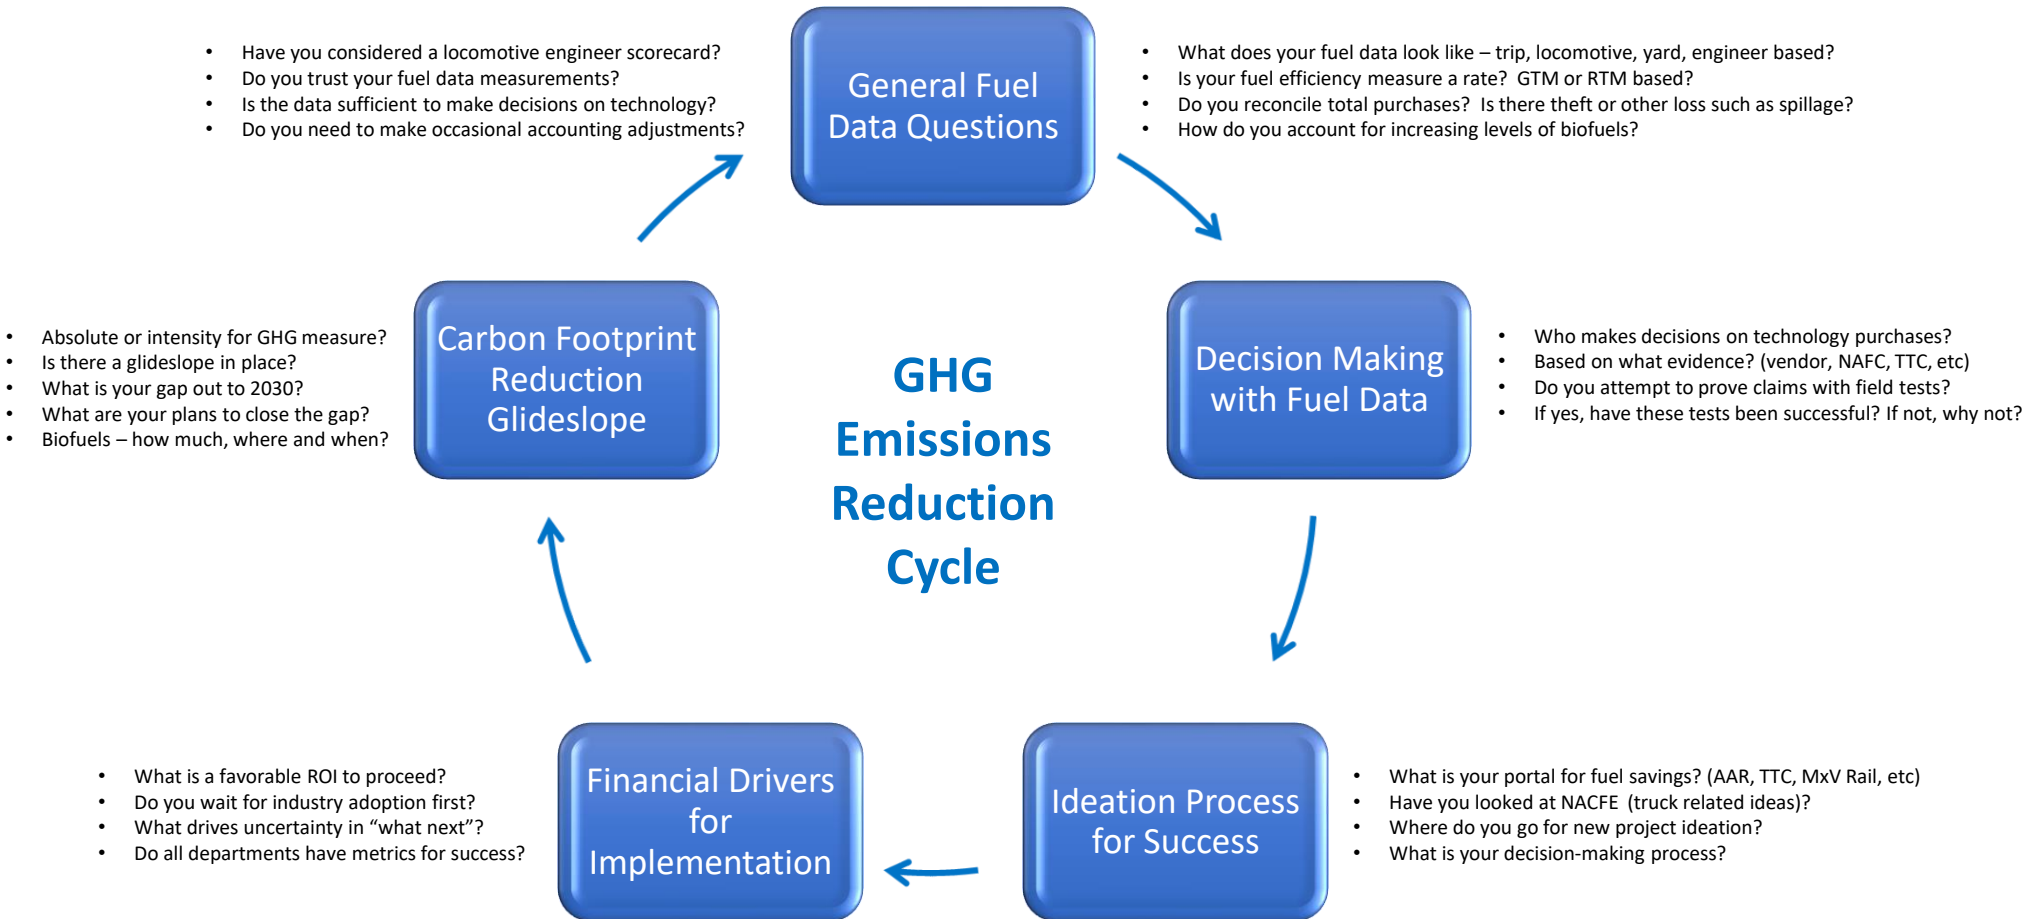 • Have you considered a locomotive engineer scorecard?
• Do you trust your fuel data measurements?
• Is the data sufficient to make decisions on technology?
• Do you need to make occasional accounting adjustments?
General Fuel
Data Questions
• What does your fuel data look like – trip, locomotive, yard, engineer based?
• Is your fuel efficiency measure a rate?  GTM or RTM based?
• Do you reconcile total purchases?  Is there theft or other loss such as spillage?
• How do you account for increasing levels of biofuels?
• Absolute or intensity for GHG measure?
• Is there a glideslope in place?
• What is your gap out to 2030?
• What are your plans to close the gap?
• Biofuels – how much, where and when?
Carbon Footprint
Reduction
Glideslope
GHG
Emissions
Reduction
Cycle
Decision Making
with Fuel Data
• Who makes decisions on technology purchases?
• Based on what evidence? (vendor, NAFC, TTC, etc)
• Do you attempt to prove claims with field tests?
• If yes, have these tests been successful? If not, why not?
• What is a favorable ROI to proceed?
• Do you wait for industry adoption first?
• What drives uncertainty in “what next”?
• Do all departments have metrics for success?
Financial Drivers
for
Implementation
Ideation Process
for Success
• What is your portal for fuel savings? (AAR, TTC, MxV Rail, etc)
• Have you looked at NACFE  (truck related ideas)?
• Where do you go for new project ideation?
• What is your decision-making process?